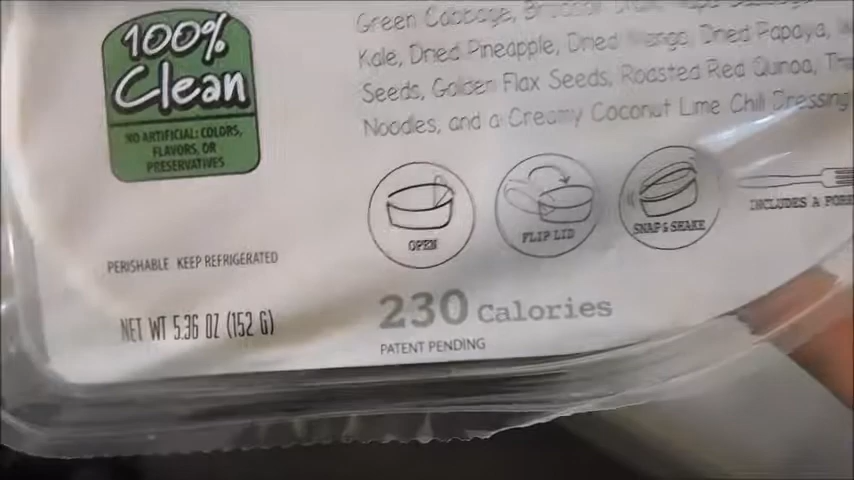 100%
Clean
NO ARTIFICIAL: COLORS,
FLAVORS, OR
PRESERVATIVES
Green Cabbage,
Kale, Dried Pineapple, Dried Mango, Dried Papaya,
Seeds, Golden Flax Seeds, Roasted Red Quinoa,
Noodles, and a Creamy Coconut Lime Chili Dressing
OPEN
FLIP LID
SNAP & SHAKE
INCLUDES A FORK
PERISHABLE KEEP REFRIGERATED
NET WT 5.36 OZ (152 G)
230 Calories
PATENT PENDING